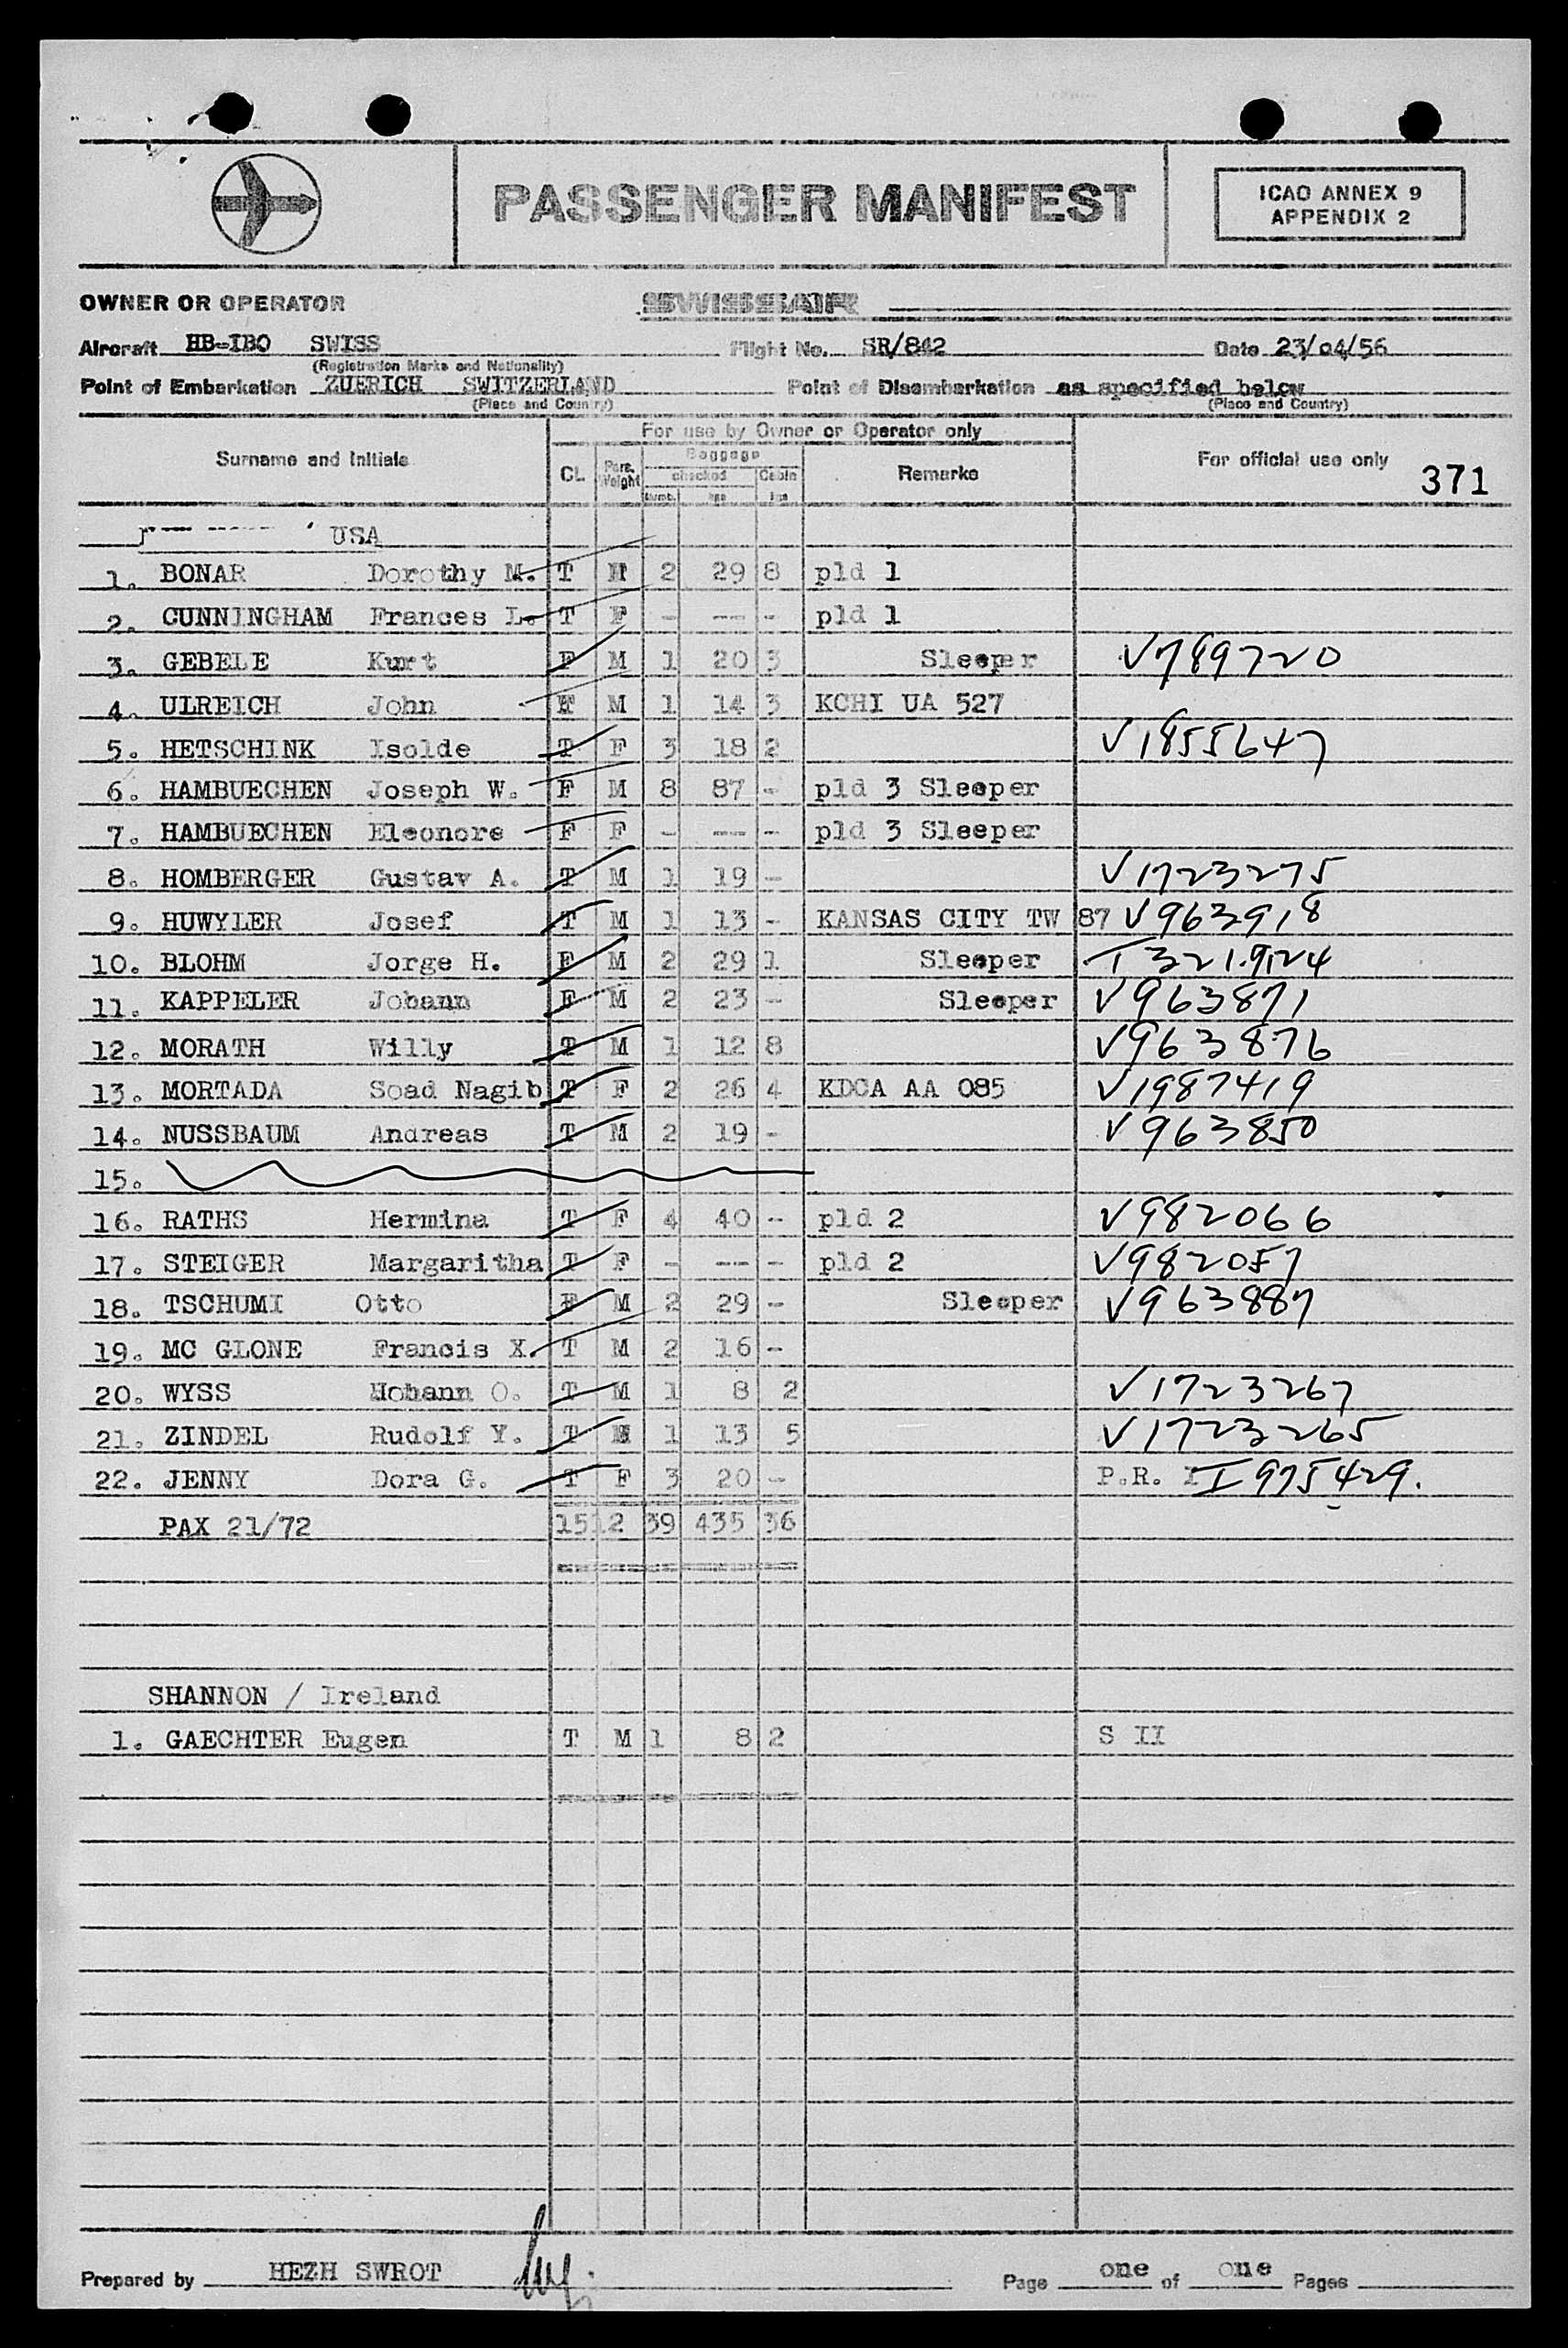 PASSENGER MANIFEST
ICAO ANNEX 9
APPENDIX 2
OWNER OR OPERATOR SWISSAIR
Aircraft HB-IBO SWISS Flight No. SR/842 Date 23/04/56
(Registration Marks and Nationality)
Point of Embarkation ZUERICH SWITZERLAND Point of Disembarkation as specified below
(Place and Country) (Place and Country)
For use by Owner or Operator only
Surname and Initials CL. Pers. Weight Baggage checked numb. kgs Cabin kgs Remarks For official use only
371
USA
1. BONAR Dorothy M. T 2 29 8 pld 1
2. CUNNINGHAM Frances L. T F - --- - pld 1
3. GEBELE Kurt F M 1 20 3 Sleeper V789720
4. ULREICH John F M 1 14 3 KCHI UA 527
5. HETSCHINK Isolde T F 3 18 2 V1855647
6. HAMBUECHEN Joseph W. F M 8 87 - pld 3 Sleeper
7. HAMBUECHEN Eleonore F F - --- - pld 3 Sleeper
8. HOMBERGER Gustav A. T M 1 19 - V1723275
9. HUWYLER Josef T M 1 13 - KANSAS CITY TW 87 V963918
10. BLOHM Jorge H. F M 2 29 1 Sleeper T
11. KAPPELER Johann F M 2 23 - Sleeper V963871
12. MORATH Willy T M 1 12 8 V963876
13. MORTADA Soad Nagib T F 2 26 4 KDCA AA 085 V1987419
14. NUSSBAUM Andreas T M 2 19 - V963850
15.
16. RATHS Hermina T F 4 40 - pld 2 V982066
17. STEIGER Margaritha T F - --- - pld 2 V982057
18. TSCHUMI Otto F M 2 29 - Sleeper V963887
19. MC GLONE Francis X. T M 2 16 -
20. WYSS Hohann O. T M 1 8 2 V1723267
21. ZINDEL Rudolf Y. T M 1 13 5 V1723265
22. JENNY Dora G. T F 3 20 - P.R. I I975429.
PAX 21/72 1512 39 435 36
SHANNON / Ireland
1. GAECHTER Eugen T M 1 8 2 S II
Prepared by HEZH SWROT Page one of one Pages